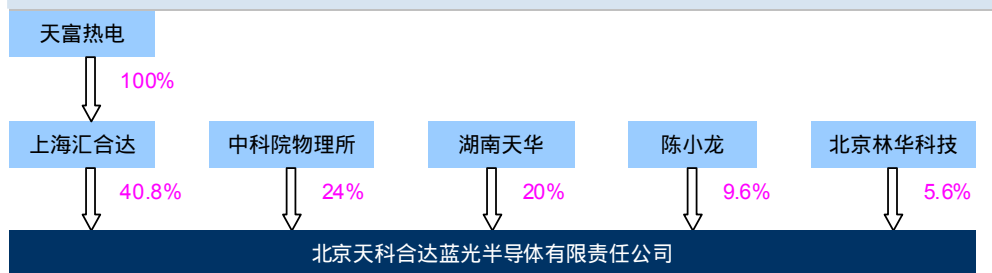 天富热电
100%
上海汇合达 中科院物理所 湖南天华 陈小龙 北京林华科技
40.8% 24% 20% 9.6% 5.6%
北京天科合达蓝光半导体有限责任公司